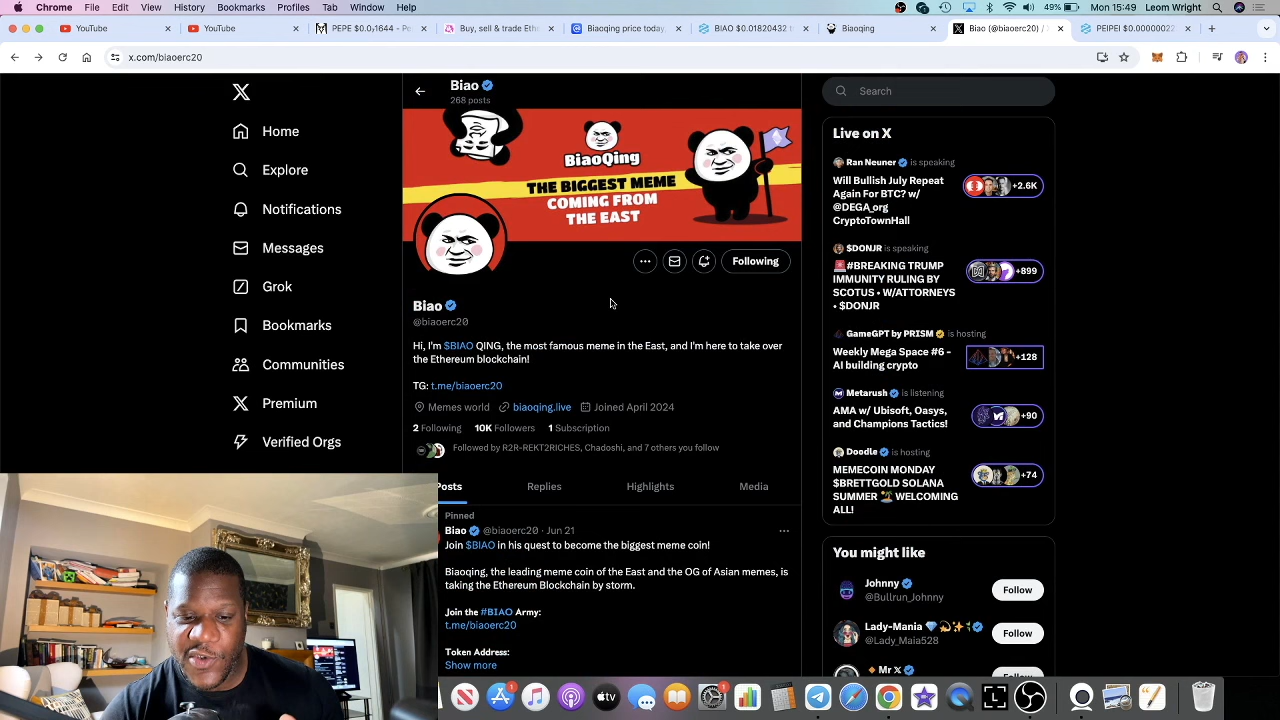 Chrome File Edit View History Bookmarks Profiles Tab Window Help
49% Mon 15:49 Leom Wright
YouTube
YouTube
PEPE $0.0₅1644 – P
Buy, sell & trade Ethe
Biaoqing price today,
BIAO $0.01820432 t
Biaoqing
Biao (@biaoerc20) /
PEIPEI $0.00000022
x.com/biaoerc20
X
Home
Explore
Notifications
Messages
Grok
Bookmarks
Communities
Premium
Verified Orgs
Biao
268 posts
BiaoQing
THE BIGGEST MEME
COMING FROM
THE EAST
Following
Biao
@biaoerc20
Hi, I'm $BIAO QING, the most famous meme in the East, and I'm here to take over
the Ethereum blockchain!
TG: t.me/biaoerc20
Memes world biaoqing.live Joined April 2024
2 Following 10K Followers 1 Subscription
Followed by R2R-REKT2RICHES, Chadoshi, and 7 others you follow
Posts Replies Highlights Media
Pinned
Biao @biaoerc20 · Jun 21
Join $BIAO in his quest to become the biggest meme coin!
Biaoqing, the leading meme coin of the East and the OG of Asian memes, is
taking the Ethereum Blockchain by storm.
Join the #BIAO Army:
t.me/biaoerc20
Token Address:
Show more
Search
Live on X
Ran Neuner is speaking
Will Bullish July Repeat
Again For BTC? w/
@DEGA_org
CryptoTownHall
+2.6K
$DONJR is speaking
#BREAKING TRUMP
IMMUNITY RULING BY
SCOTUS • W/ATTORNEYS
• $DONJR
+899
GameGPT by PRISM is hosting
Weekly Mega Space #6 -
AI building crypto
+128
Metarush is listening
AMA w/ Ubisoft, Oasys,
and Champions Tactics!
+90
Doodle is hosting
MEMECOIN MONDAY
$BRETTGOLD SOLANA
SUMMER WELCOMING
ALL!
+74
You might like
Johnny
@Bullrun_Johnny
Follow
Lady-Mania
@Lady_Maia528
Follow
Mr X
tv